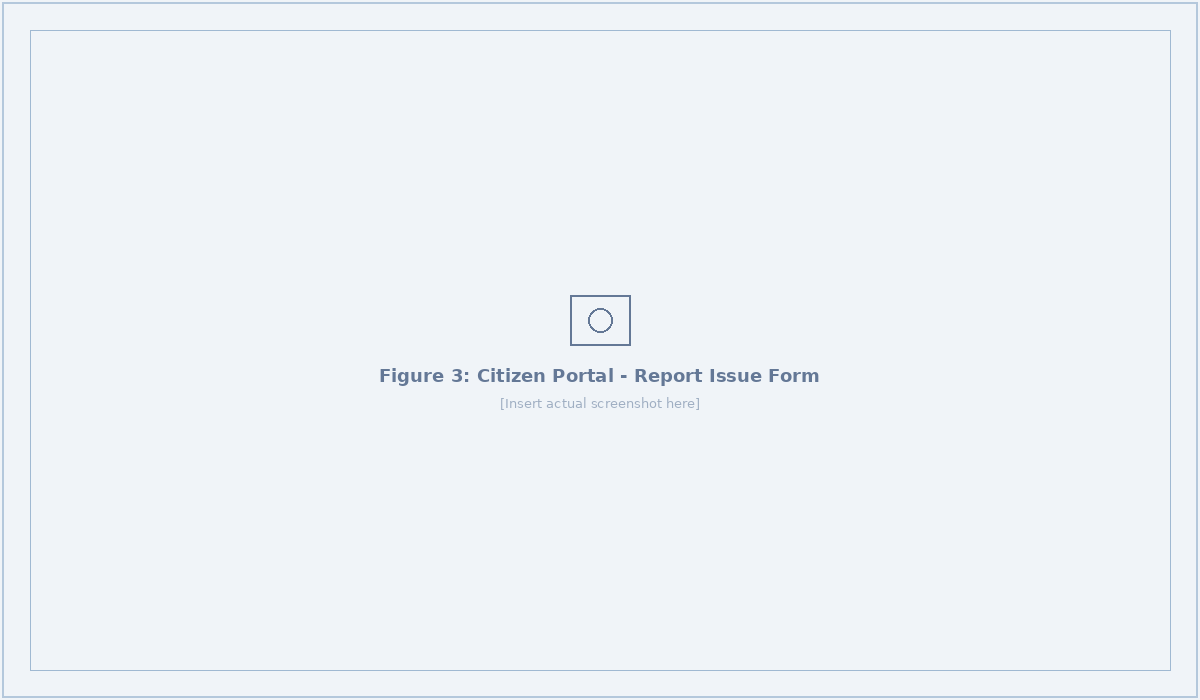 Figure 3: Citizen Portal - Report Issue Form
[Insert actual screenshot here]